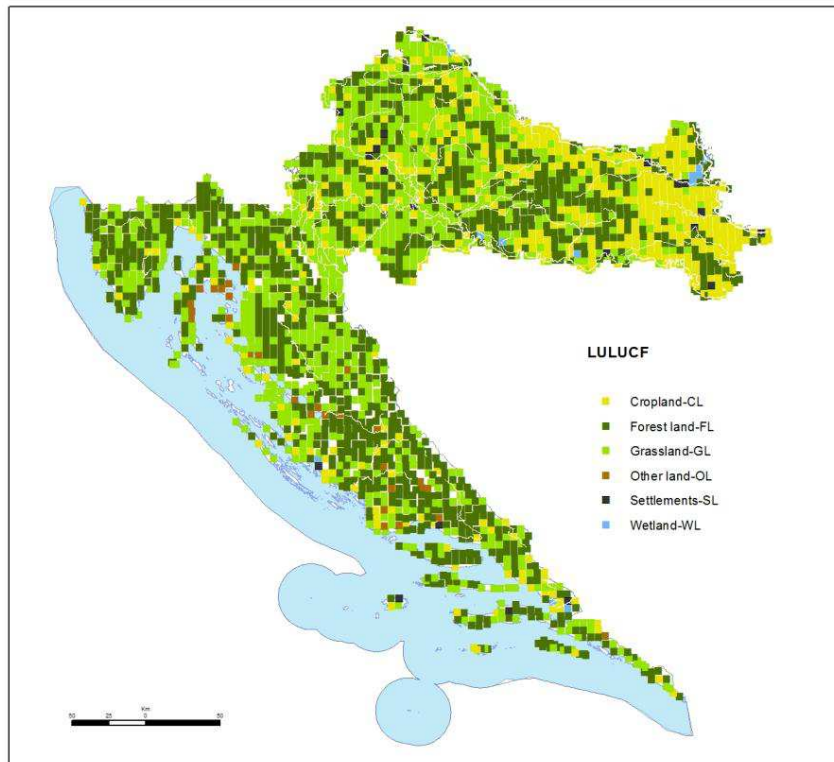 LULUCF
Cropland-CL
Forest land-FL
Grassland-GL
Other land-OL
Settlements-SL
Wetland-WL
Km
50 25 0 50